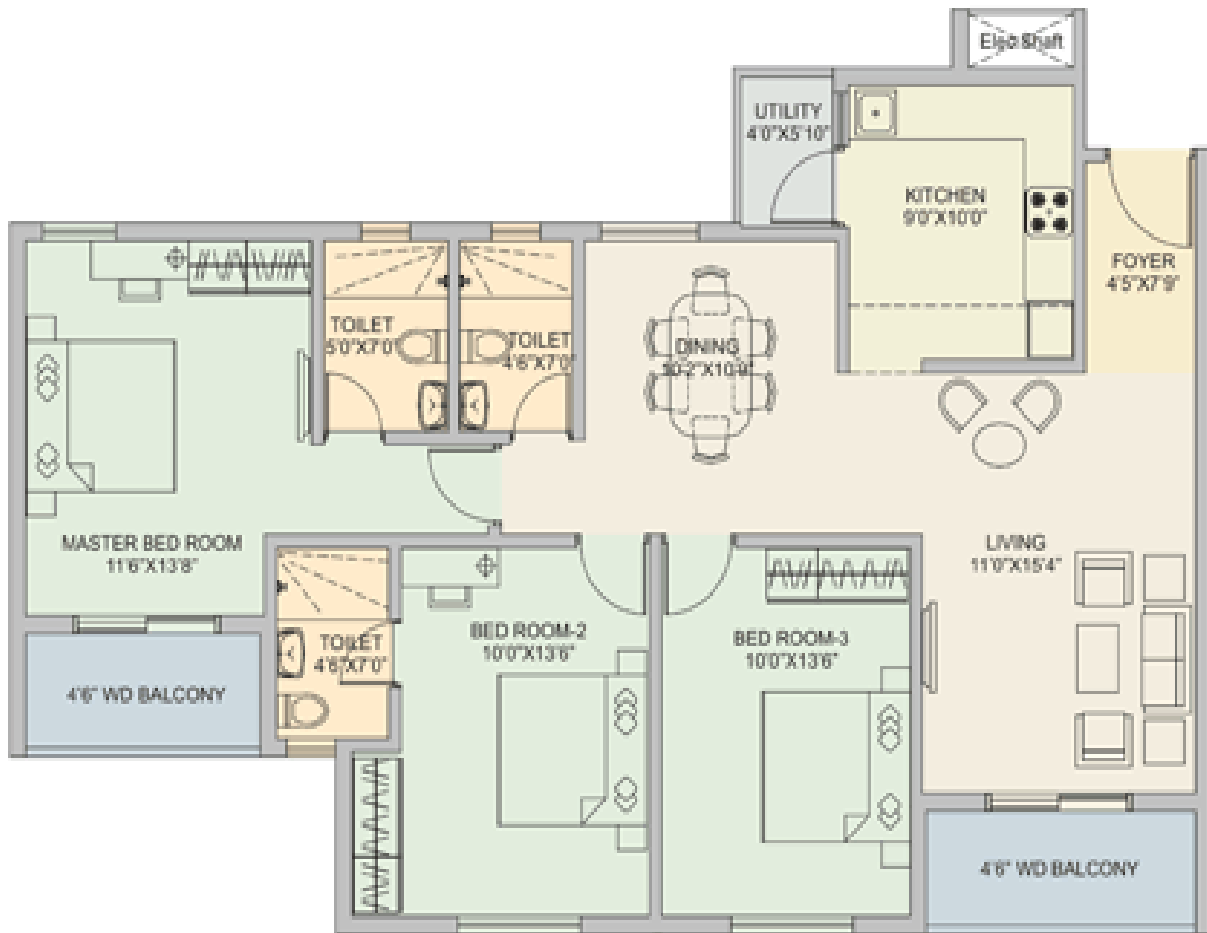 Elec Shaft
UTILITY
4'0"X5'10"
KITCHEN
9'0"X10'0"
FOYER
4'5"X7'9"
TOILET
5'0"X7'0"
TOILET
4'6"X7'0"
DINING
10'2"X10'9"
MASTER BED ROOM
11'6"X13'8"
LIVING
11'0"X15'4"
BED ROOM-2
10'0"X13'6"
BED ROOM-3
10'0"X13'6"
TOILET
4'6"X7'0"
4'6" WD BALCONY
4'6" WD BALCONY